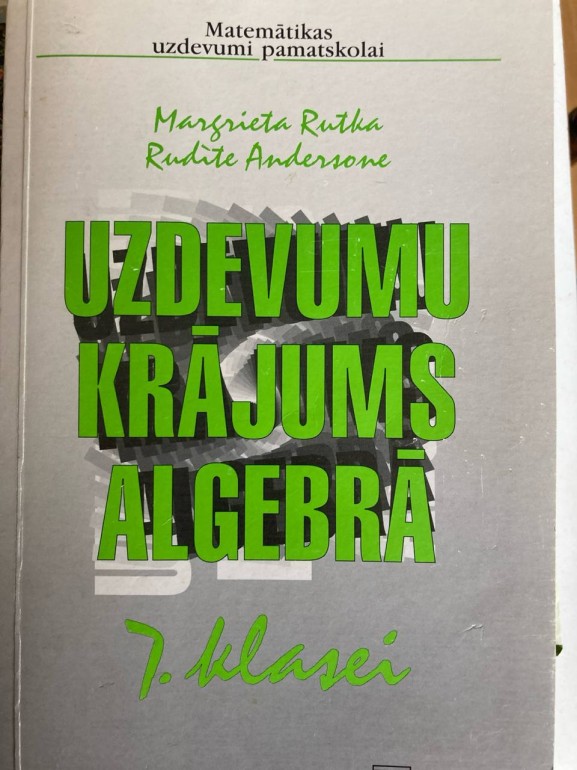 Matemātikas
uzdevumi pamatskolai
Margrieta Rutka
Rudīte Andersone
UZDEVUMU
KRĀJUMS
ALGEBRĀ
7. klasei